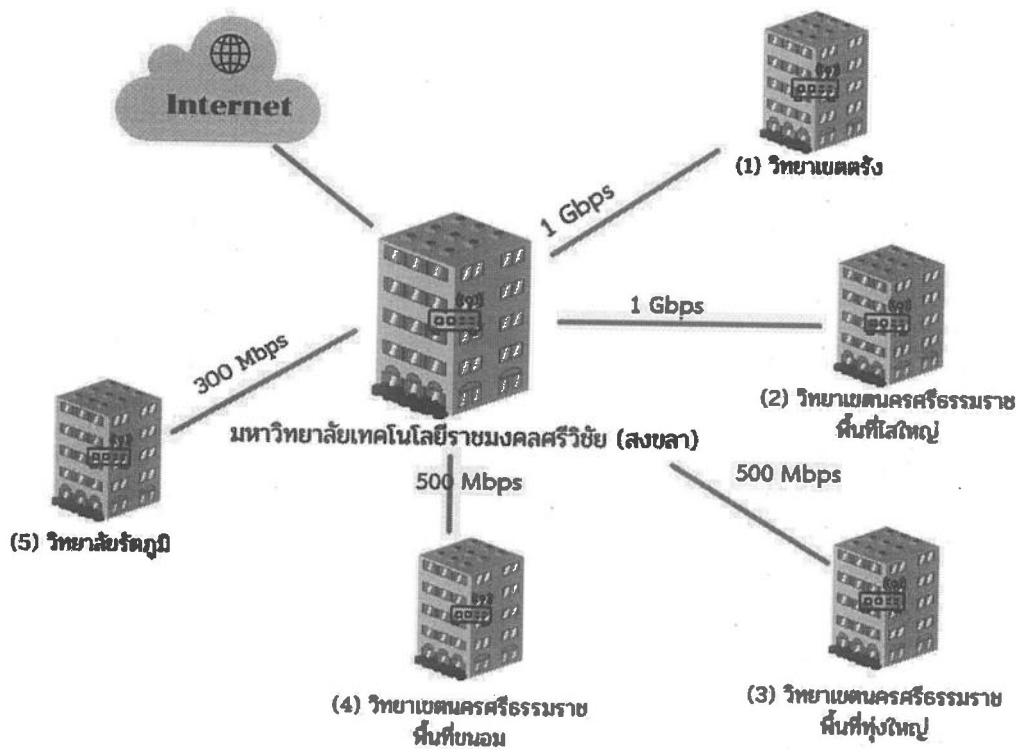 Internet
(1) วิทยาเขตตรัง
1 Gbps
1 Gbps
(2) วิทยาเขตนครศรีธรรมราช
พื้นที่ไสใหญ่
300 Mbps
มหาวิทยาลัยเทคโนโลยีราชมงคลศรีวิชัย (สงขลา)
500 Mbps
500 Mbps
(5) วิทยาลัยรัตภูมิ
(4) วิทยาเขตนครศรีธรรมราช
พื้นที่ขนอม
(3) วิทยาเขตนครศรีธรรมราช
พื้นที่ทุ่งใหญ่